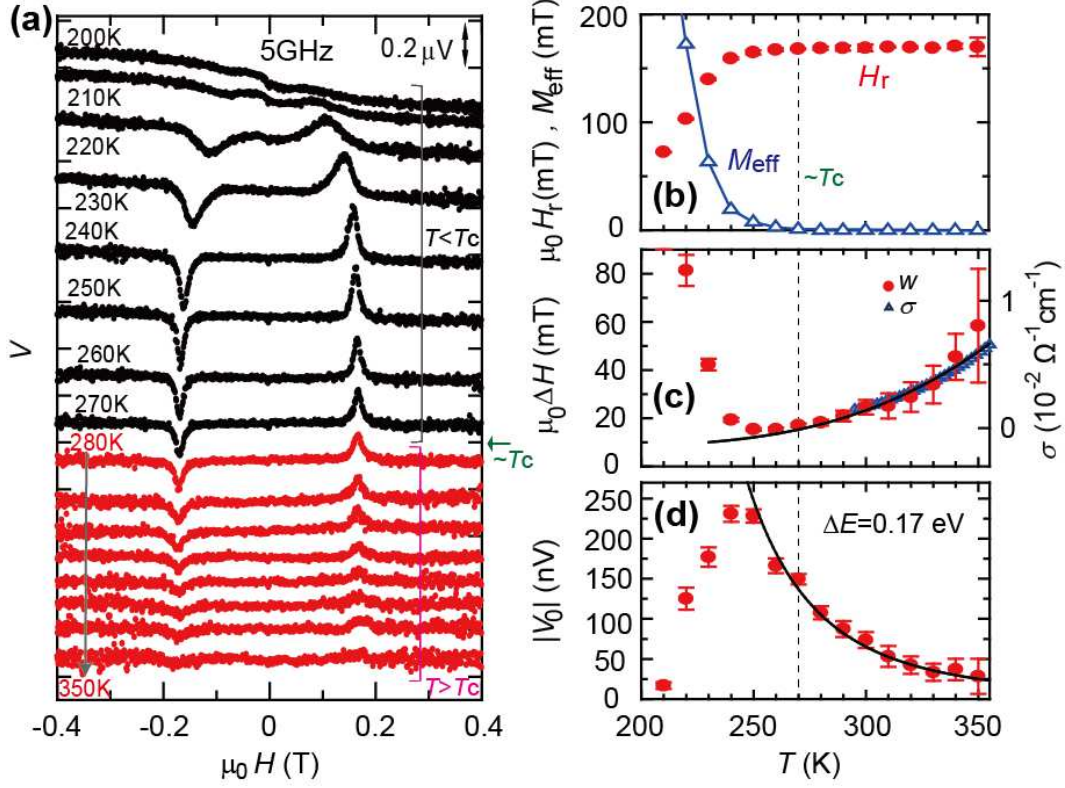 (a)
200K
5GHz
0.2 μV
210K
220K
230K
240K
250K
260K
270K
280K
350K
T<Tc
←
~Tc
T>Tc
V
-0.4
-0.2
0
0.2
0.4
μ0 H (T)
(b)
200
100
0
μ0 Hr (mT) , Meff (mT)
Hr
Meff
~Tc
(c)
80
60
40
20
0
μ0ΔH (mT)
w
σ
1
0
σ (10-2 Ω-1cm-1)
(d)
ΔE=0.17 eV
250
200
150
100
50
0
|V0| (nV)
200
250
300
350
T (K)